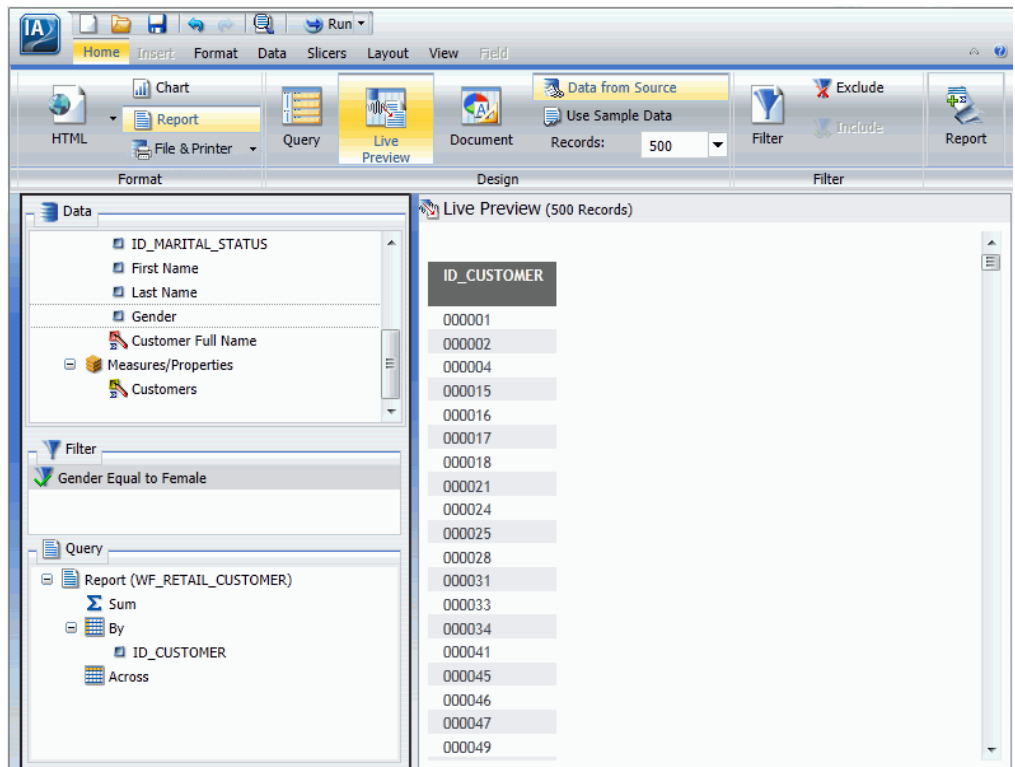 IA
Run
Home Insert Format Data Slicers Layout View Field
HTML
Chart
Report
File & Printer
Format
Query
Live Preview
Document
Data from Source
Use Sample Data
Records: 500
Design
Filter
Exclude
Include
Filter
Report
Data
ID_MARITAL_STATUS
First Name
Last Name
Gender
Customer Full Name
Measures/Properties
Customers
Filter
Gender Equal to Female
Query
Report (WF_RETAIL_CUSTOMER)
Sum
By
ID_CUSTOMER
Across
Live Preview (500 Records)
ID_CUSTOMER
000001
000002
000004
000015
000016
000017
000018
000021
000024
000025
000028
000031
000033
000034
000041
000045
000046
000047
000049